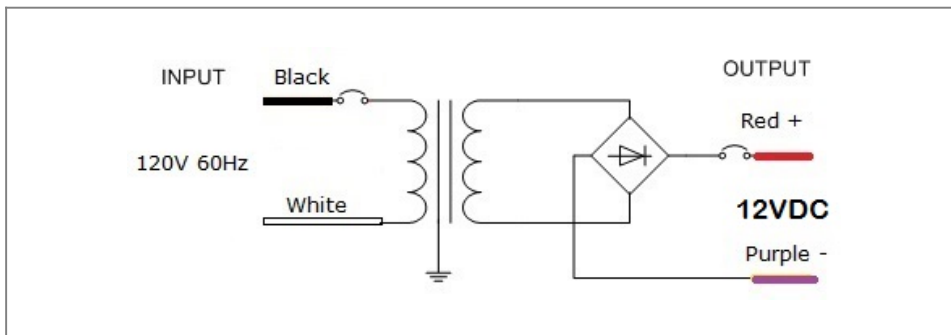 INPUT
Black
OUTPUT
Red +
120V 60Hz
White
12VDC
Purple -